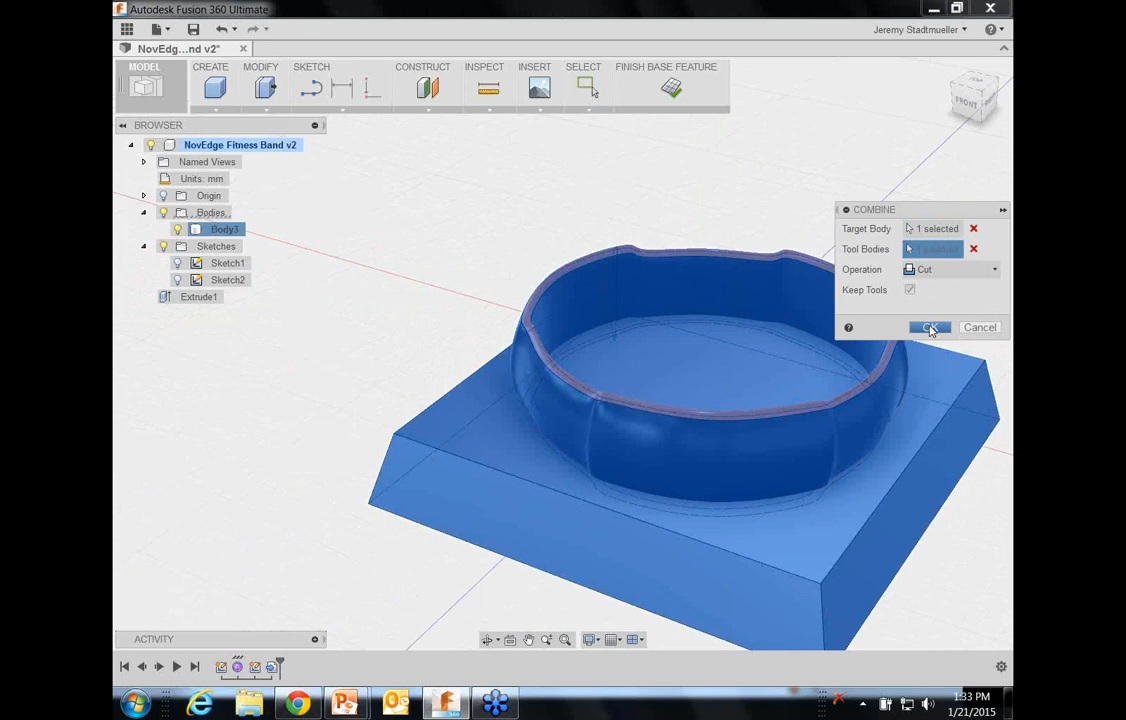 Autodesk Fusion 360 Ultimate
Jeremy Stadtmueller
NovEdg...nd v2*
MODEL
CREATE
MODIFY
SKETCH
CONSTRUCT
INSPECT
INSERT
SELECT
FINISH BASE FEATURE
BROWSER
NovEdge Fitness Band v2
Named Views
Units: mm
Origin
Bodies
Body3
Sketches
Sketch1
Sketch2
Extrude1
FRONT
COMBINE
Target Body
1 selected
Tool Bodies
1 selected
Operation
Cut
Keep Tools
OK
Cancel
ACTIVITY
1:33 PM
1/21/2015